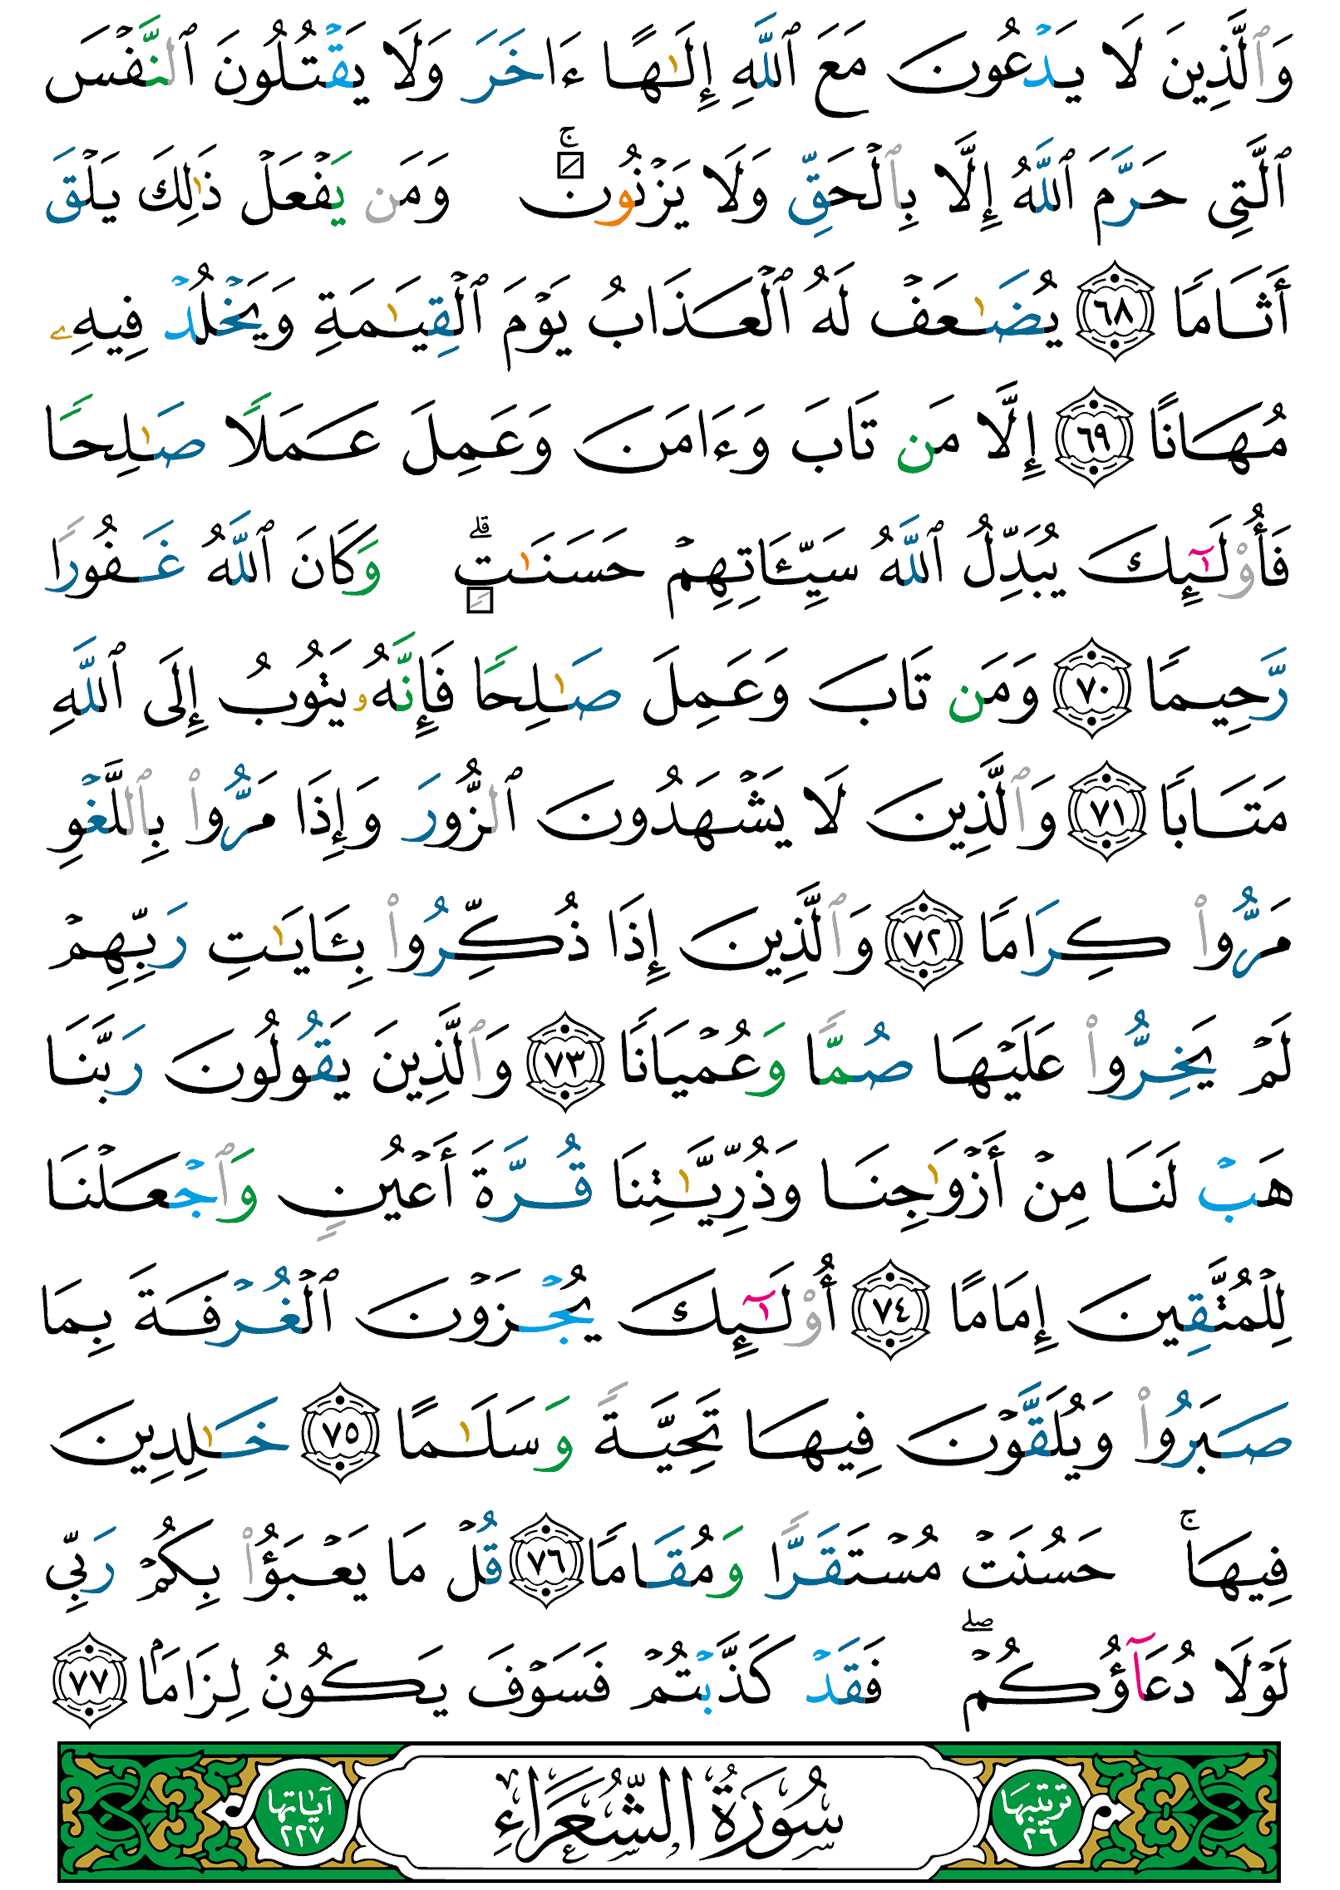 وَٱلَّذِينَ لَا يَدۡعُونَ مَعَ ٱللَّهِ إِلَٰهًا ءَاخَرَ وَلَا يَقۡتُلُونَ ٱلنَّفۡسَ
ٱلَّتِي حَرَّمَ ٱللَّهُ إِلَّا بِٱلۡحَقِّ وَلَا يَزۡنُونَۚ وَمَن يَفۡعَلۡ ذَٰلِكَ يَلۡقَ
أَثَامًا ٦٨ يُضَٰعَفۡ لَهُ ٱلۡعَذَابُ يَوۡمَ ٱلۡقِيَٰمَةِ وَيَخۡلُدۡ فِيهِۦ
مُهَانًا ٦٩ إِلَّا مَن تَابَ وَءَامَنَ وَعَمِلَ عَمَلًا صَٰلِحًا
فَأُوْلَٰٓئِكَ يُبَدِّلُ ٱللَّهُ سَيِّـَٔاتِهِمۡ حَسَنَٰتٖۗ وَكَانَ ٱللَّهُ غَفُورًا
رَّحِيمًا ٧٠ وَمَن تَابَ وَعَمِلَ صَٰلِحًا فَإِنَّهُۥ يَتُوبُ إِلَى ٱللَّهِ
مَتَابًا ٧١ وَٱلَّذِينَ لَا يَشۡهَدُونَ ٱلزُّورَ وَإِذَا مَرُّواْ بِٱللَّغۡوِ
مَرُّواْ كِرَامًا ٧٢ وَٱلَّذِينَ إِذَا ذُكِّرُواْ بِـَٔايَٰتِ رَبِّهِمۡ
لَمۡ يَخِرُّواْ عَلَيۡهَا صُمًّا وَعُمۡيَانًا ٧٣ وَٱلَّذِينَ يَقُولُونَ رَبَّنَا
هَبۡ لَنَا مِنۡ أَزۡوَٰجِنَا وَذُرِّيَّٰتِنَا قُرَّةَ أَعۡيُنٍ وَٱجۡعَلۡنَا
لِلۡمُتَّقِينَ إِمَامًا ٧٤ أُوْلَٰٓئِكَ يُجۡزَوۡنَ ٱلۡغُرۡفَةَ بِمَا
صَبَرُواْ وَيُلَقَّوۡنَ فِيهَا تَحِيَّةً وَسَلَٰمًا ٧٥ خَٰلِدِينَ
فِيهَاۚ حَسُنَتۡ مُسۡتَقَرًّا وَمُقَامًا ٧٦ قُلۡ مَا يَعۡبَؤُاْ بِكُمۡ رَبِّي
لَوۡلَا دُعَآؤُكُمۡۖ فَقَدۡ كَذَّبۡتُمۡ فَسَوۡفَ يَكُونُ لِزَامَۢا ٧٧
ترتيبها ٢٦ سُورَةُ الشُّعَرَاءِ آياتها ٢٢٧